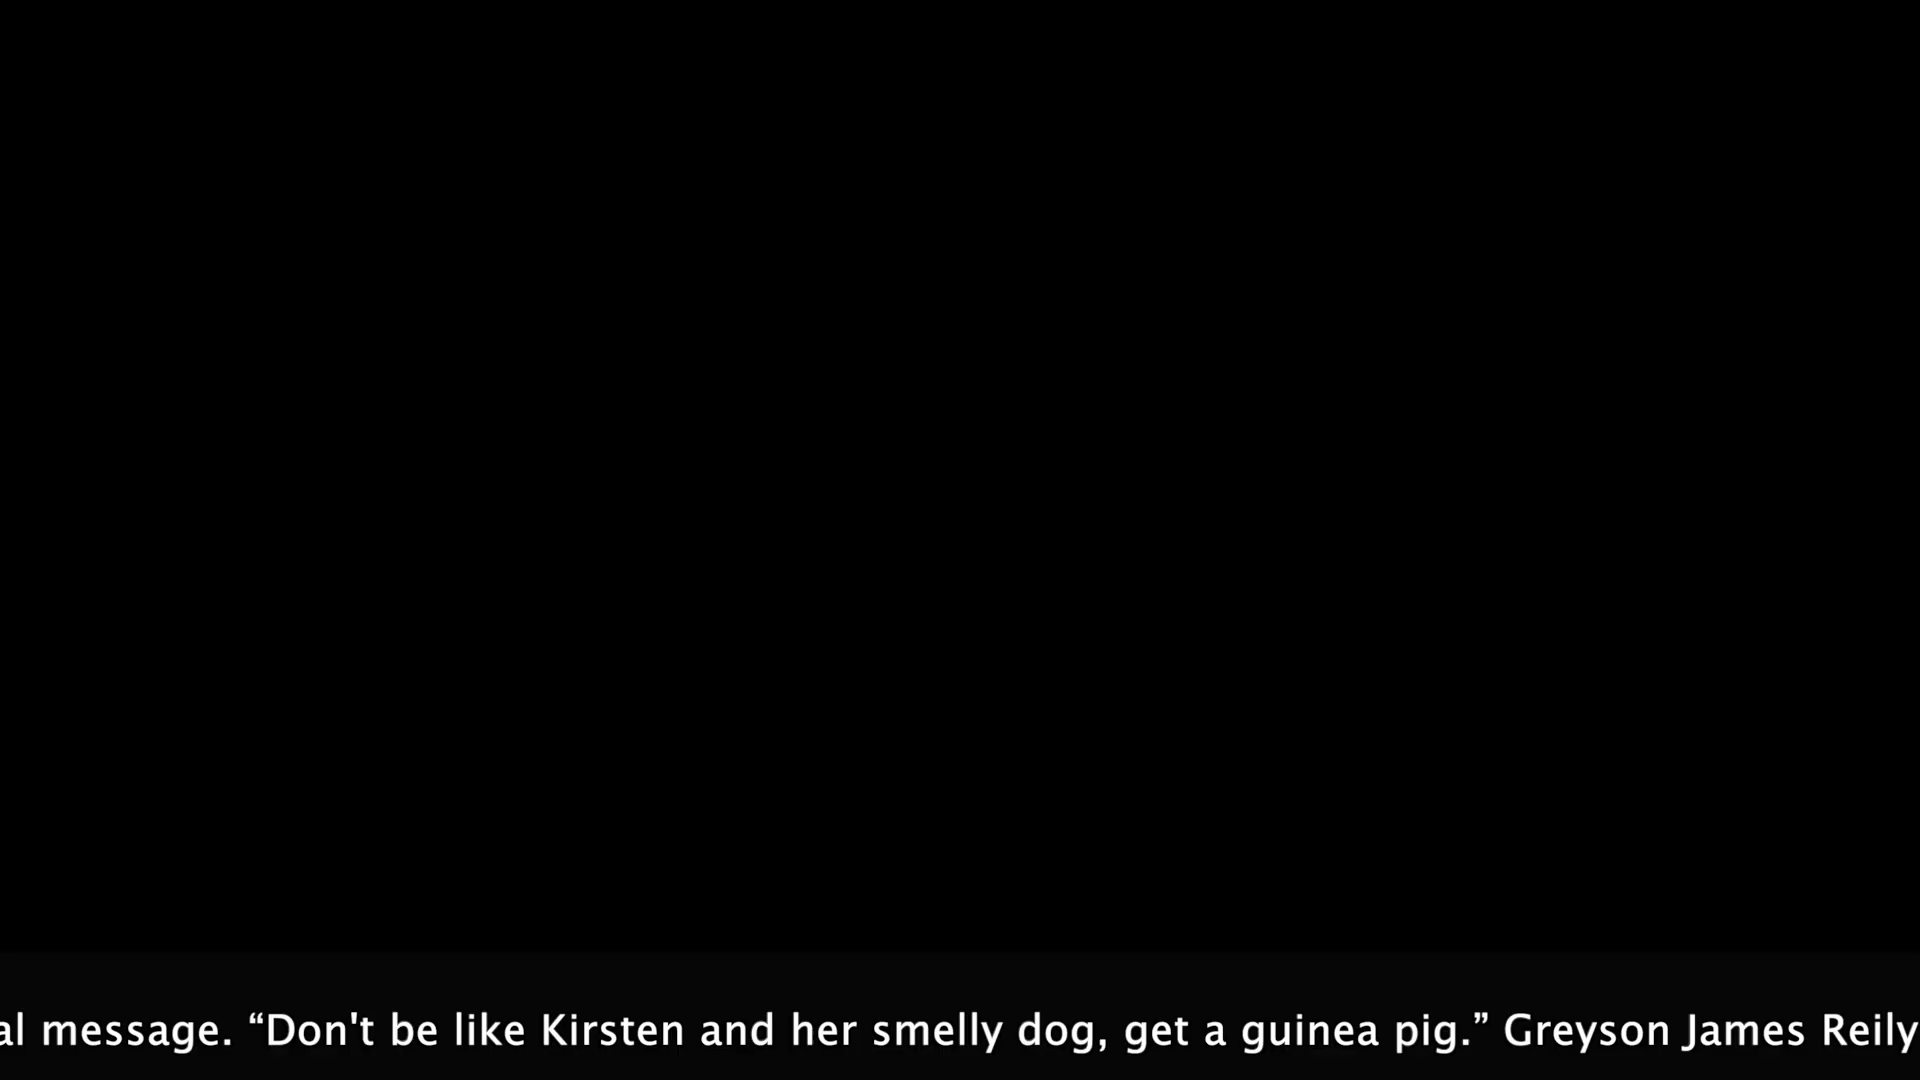 al message. “Don't be like Kirsten and her smelly dog, get a guinea pig.” Greyson James Reily